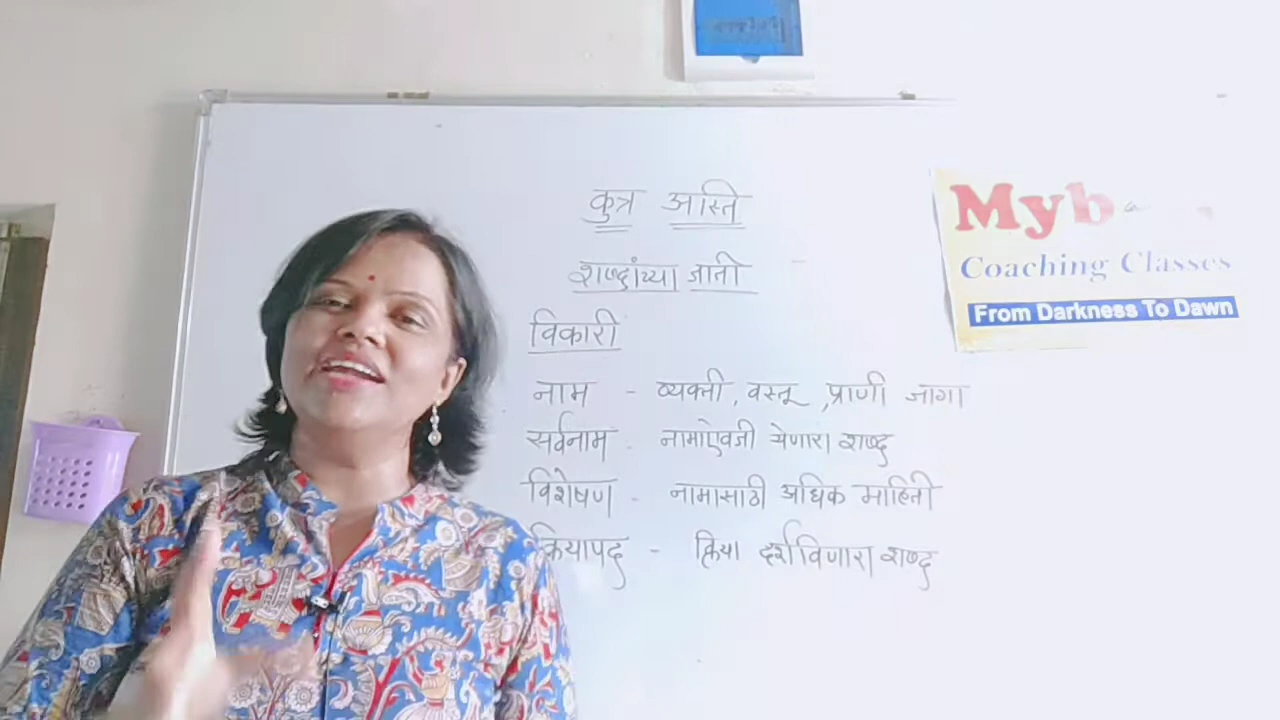 कुत्र अस्ति
शब्दांच्या जाती
विकारी
नाम - व्यक्ती, वस्तू, प्राणी जागा
सर्वनाम - नामाऐवजी येणारा शब्द
विशेषण - नामासाठी अधिक माहिती
क्रियापद - क्रिया दर्शविणारा शब्द
Myb
Coaching Classes
From Darkness To Dawn